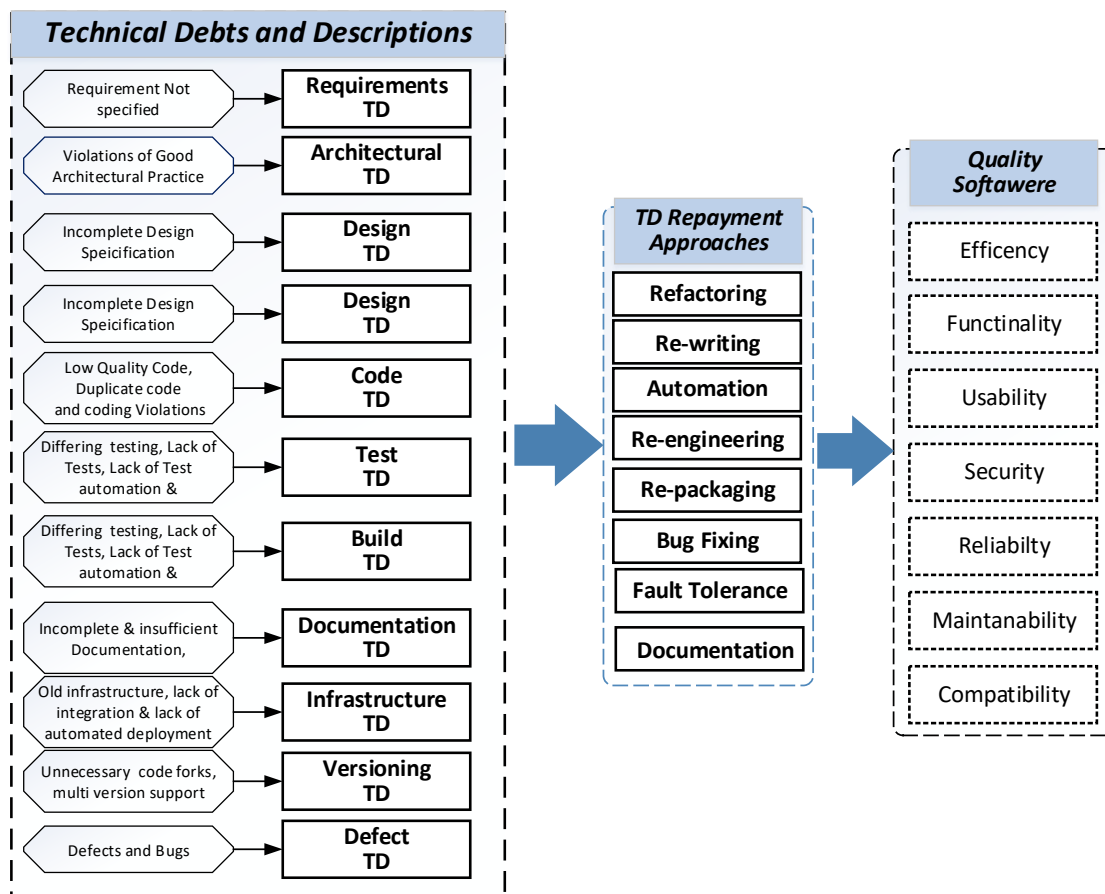 Technical Debts and Descriptions
Requirement Not
specified
Requirements
TD
Violations of Good
Architectural Practice
Architectural
TD
Incomplete Design
Speicification
Design
TD
Incomplete Design
Speicification
Design
TD
Low Quality Code,
Duplicate code
and coding Violations
Code
TD
Differing testing, Lack of
Tests, Lack of Test
automation &
Test
TD
Differing testing, Lack of
Tests, Lack of Test
automation &
Build
TD
Incomplete & insufficient
Documentation,
Documentation
TD
Old infrastructure, lack of
integration & lack of
automated deployment
Infrastructure
TD
Unnecessary code forks,
multi version support
Versioning
TD
Defects and Bugs
Defect
TD
TD Repayment
Approaches
Refactoring
Re-writing
Automation
Re-engineering
Re-packaging
Bug Fixing
Fault Tolerance
Documentation
Quality
Softawere
Efficency
Functinality
Usability
Security
Reliabilty
Maintanability
Compatibility